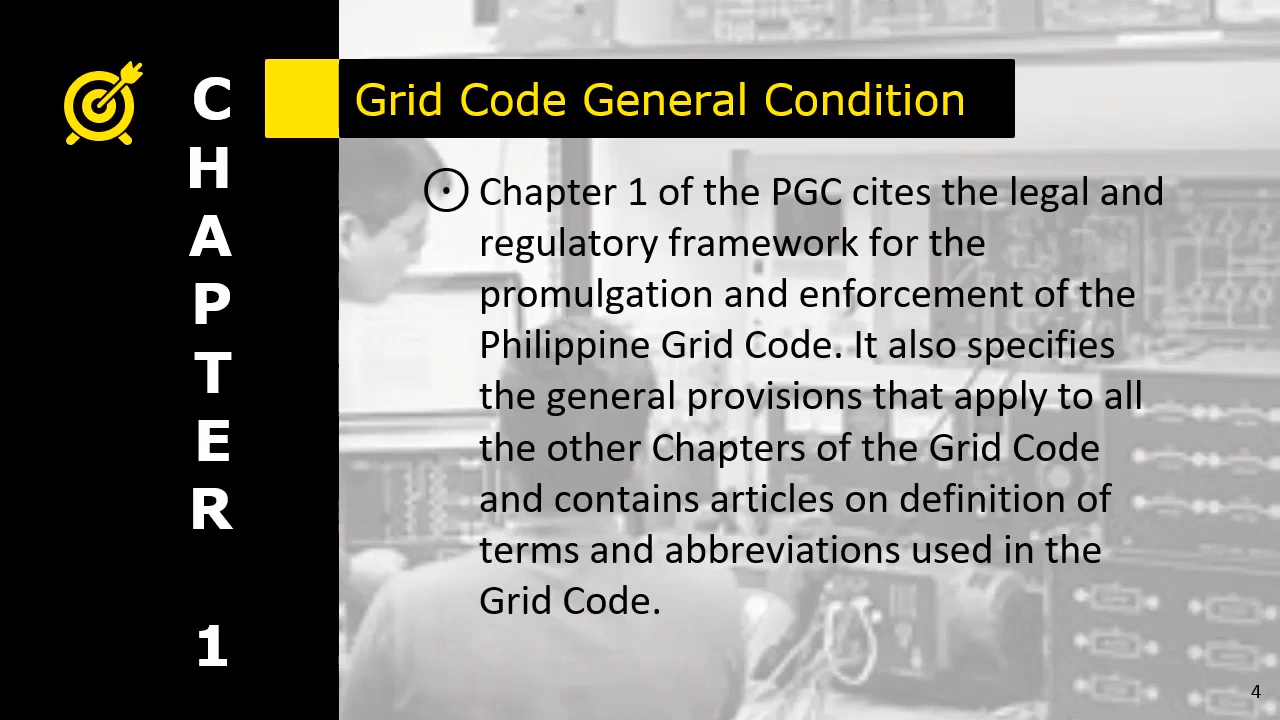 CHAPTER 1
Grid Code General Condition
Chapter 1 of the PGC cites the legal and
regulatory framework for the
promulgation and enforcement of the
Philippine Grid Code. It also specifies
the general provisions that apply to all
the other Chapters of the Grid Code
and contains articles on definition of
terms and abbreviations used in the
Grid Code.
4